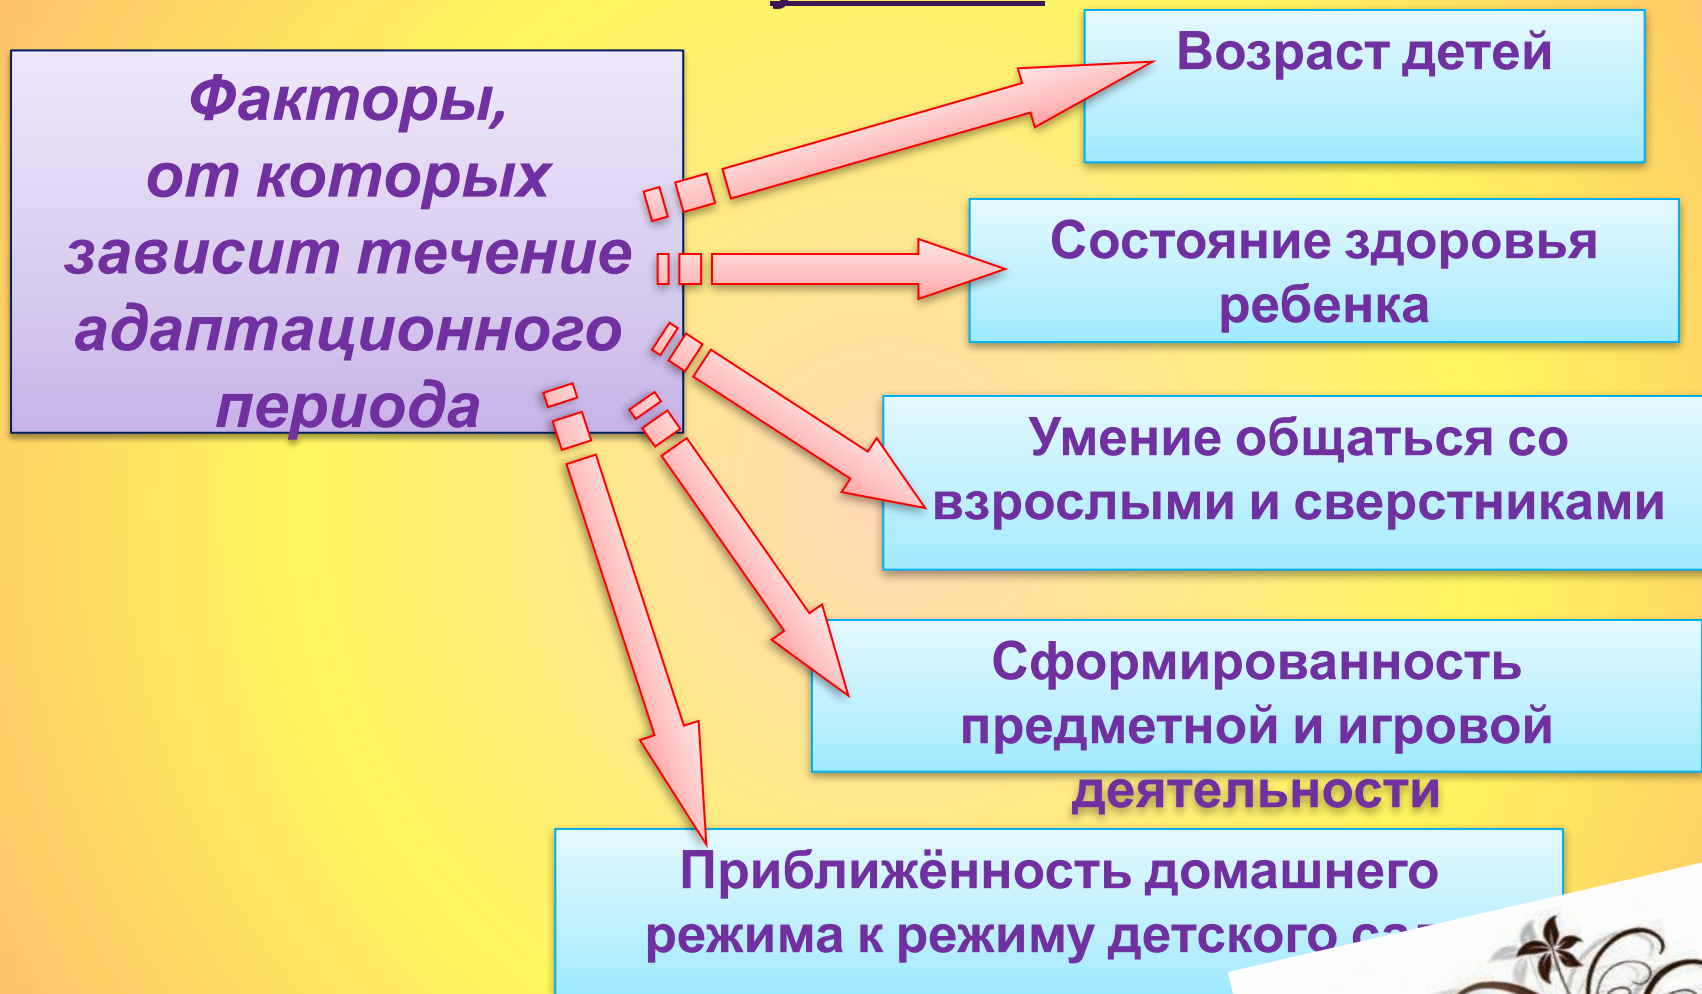 Факторы,
от которых
зависит течение
адаптационного
периода
Возраст детей
Состояние здоровья
ребенка
Умение общаться со
взрослыми и сверстниками
Сформированность
предметной и игровой
деятельности
Приближённость домашнего
режима к режиму детского